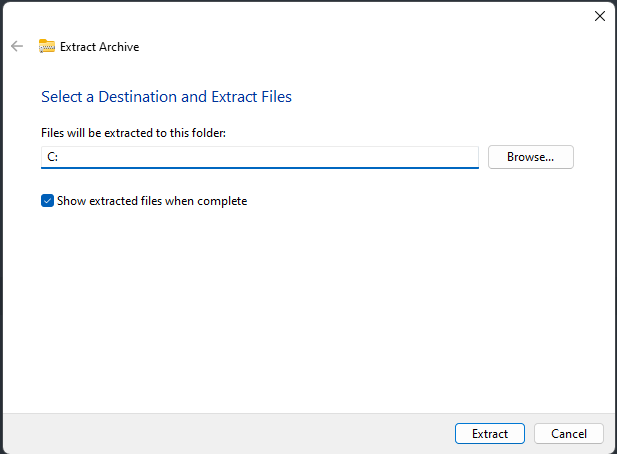 Extract Archive
Select a Destination and Extract Files
Files will be extracted to this folder:
C:
Browse...
Show extracted files when complete
Extract
Cancel